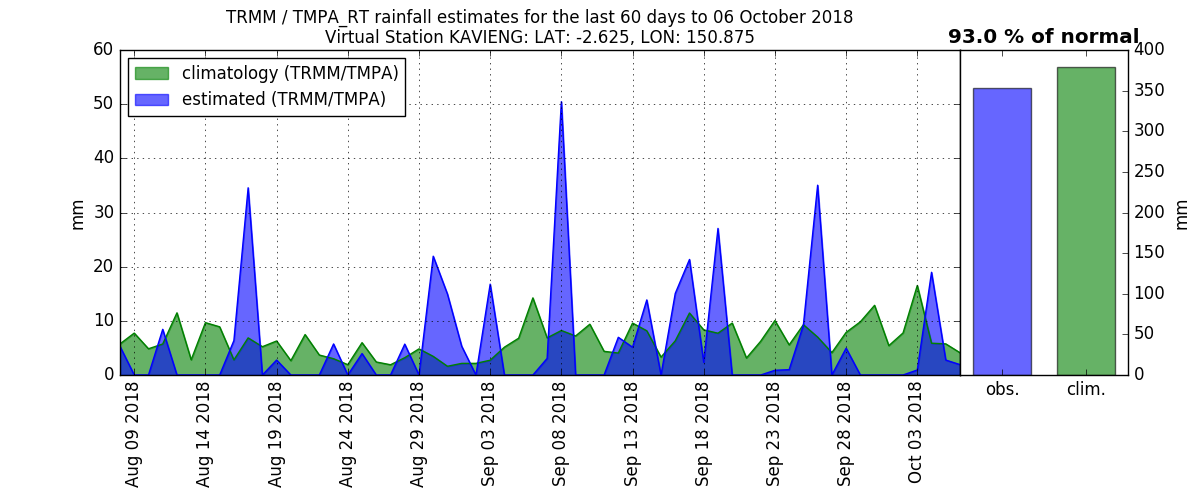 TRMM / TMPA_RT rainfall estimates for the last 60 days to 06 October 2018
Virtual Station KAVIENG: LAT: -2.625, LON: 150.875
93.0 % of normal
climatology (TRMM/TMPA)
estimated (TRMM/TMPA)
mm
60
50
40
30
20
10
0
Aug 09 2018
Aug 14 2018
Aug 19 2018
Aug 24 2018
Aug 29 2018
Sep 03 2018
Sep 08 2018
Sep 13 2018
Sep 18 2018
Sep 23 2018
Sep 28 2018
Oct 03 2018
obs.
clim.
400
350
300
250
200
150
100
50
0
mm